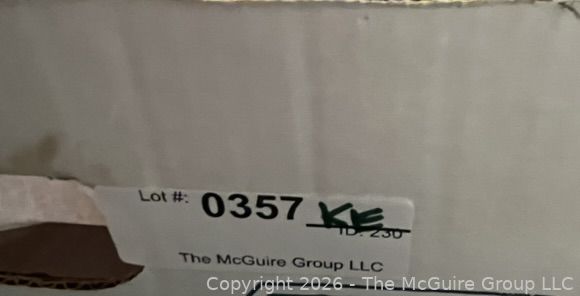 Lot #: 0357 KE
ID: 230
The McGuire Group LLC
Copyright 2026 - The McGuire Group LLC